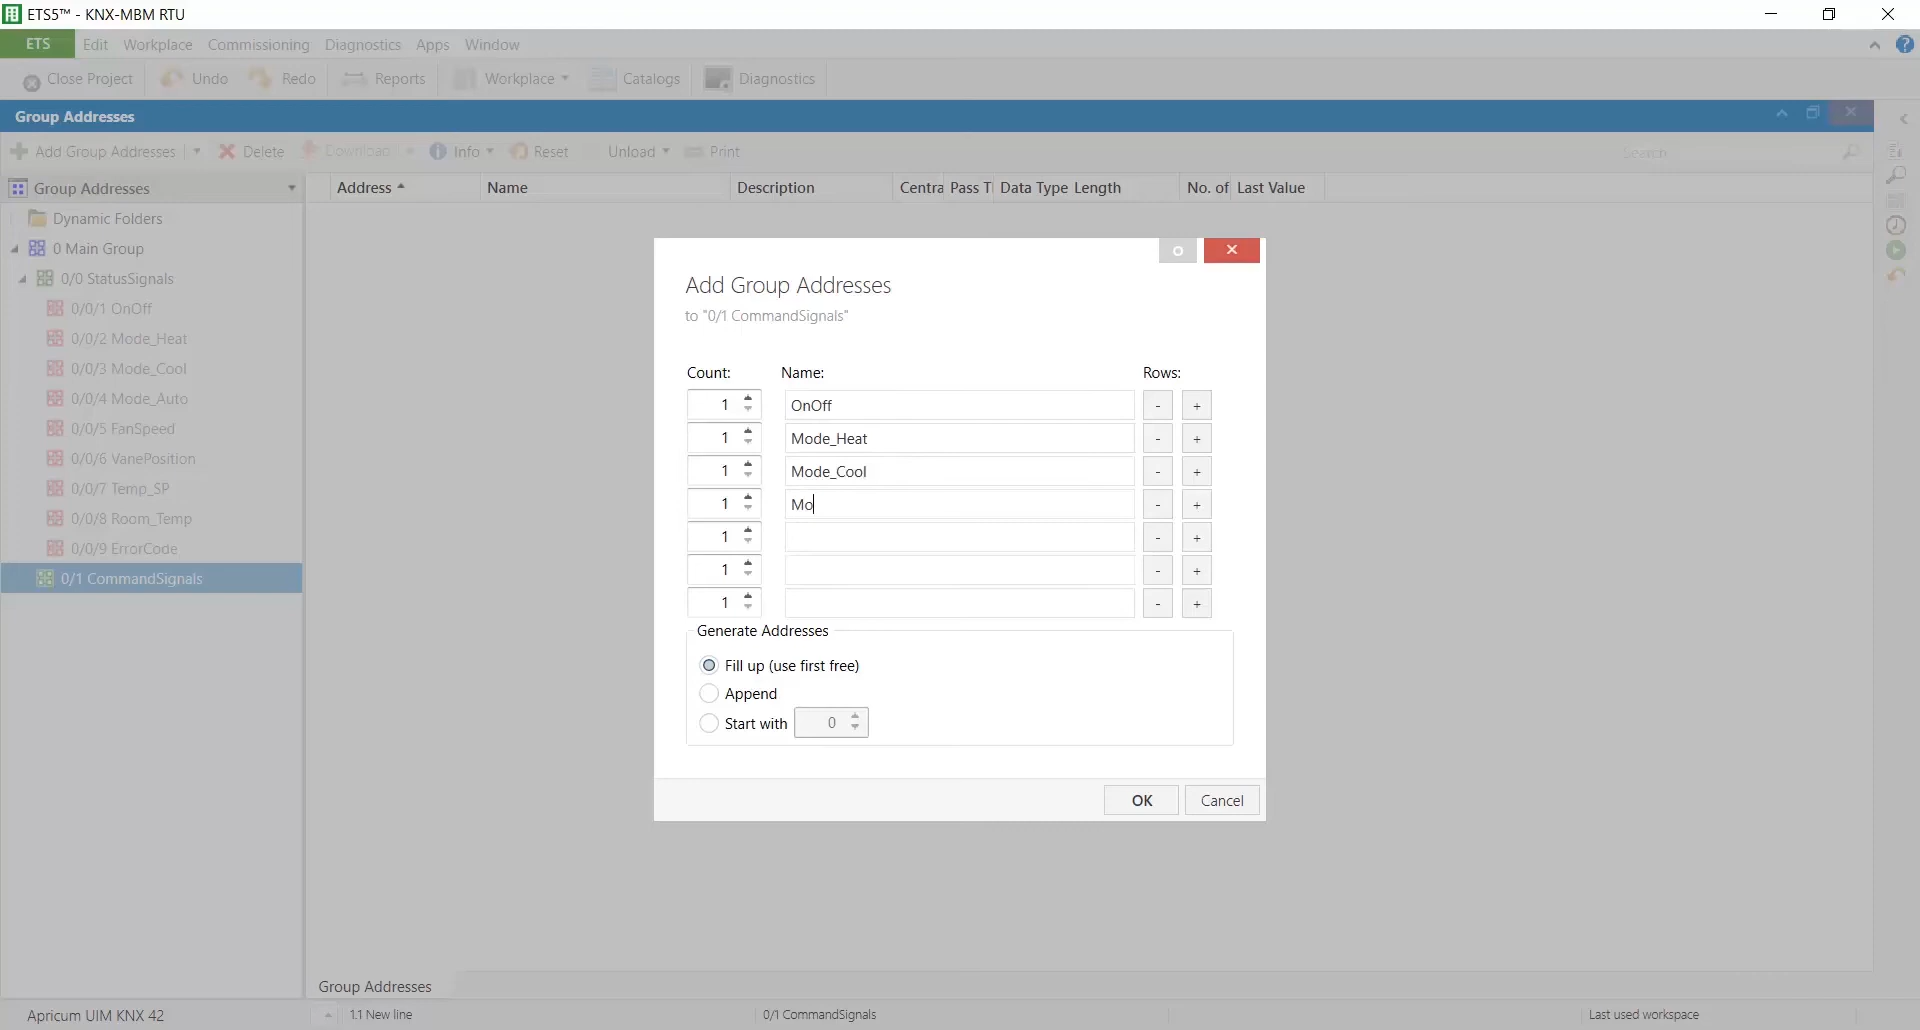 ETS5™ - KNX-MBM RTU
ETS Edit Workplace Commissioning Diagnostics Apps Window
Close Project Undo Redo Reports Workplace Catalogs Diagnostics
Group Addresses
Add Group Addresses Delete Download Info Reset Unload Print Search
Group Addresses
Address Name Description Centra Pass T Data Type Length No. of Last Value
Dynamic Folders
0 Main Group
0/0 StatusSignals
0/0/1 OnOff
0/0/2 Mode_Heat
0/0/3 Mode_Cool
0/0/4 Mode_Auto
0/0/5 FanSpeed
0/0/6 VanePosition
0/0/7 Temp_SP
0/0/8 Room_Temp
0/0/9 ErrorCode
0/1 CommandSignals
Add Group Addresses
to "0/1 CommandSignals"
Count: Name: Rows:
1 OnOff - +
1 Mode_Heat - +
1 Mode_Cool - +
1 Mo - +
1 - +
1 - +
1 - +
Generate Addresses
Fill up (use first free)
Append
Start with 0
OK Cancel
Group Addresses
Apricum UIM KNX 42 1.1 New line 0/1 CommandSignals Last used workspace